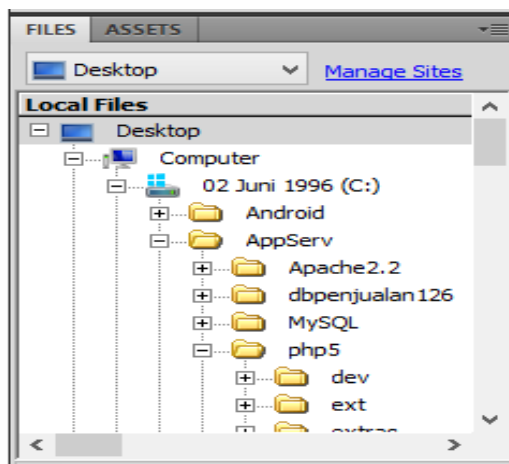 FILES ASSETS
Desktop Manage Sites
Local Files
Desktop
Computer
02 Juni 1996 (C:)
Android
AppServ
Apache2.2
dbpenjualan126
MySQL
php5
dev
ext
extras